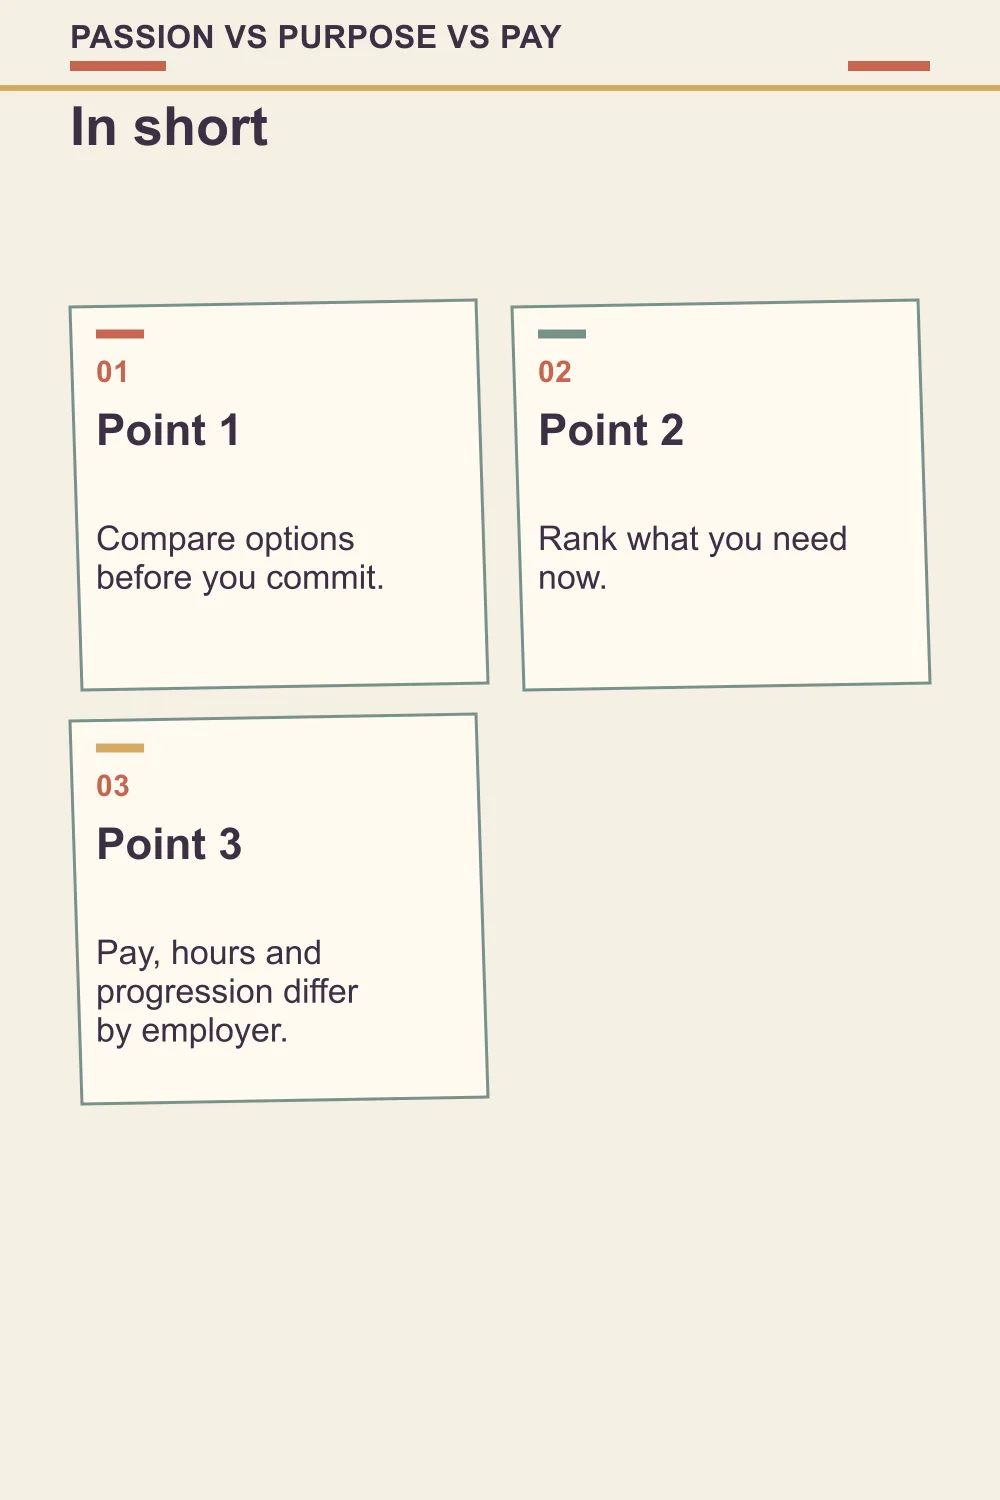 PASSION VS PURPOSE VS PAY
In short
01
Point 1
Compare options
before you commit.
02
Point 2
Rank what you need
now.
03
Point 3
Pay, hours and
progression differ
by employer.